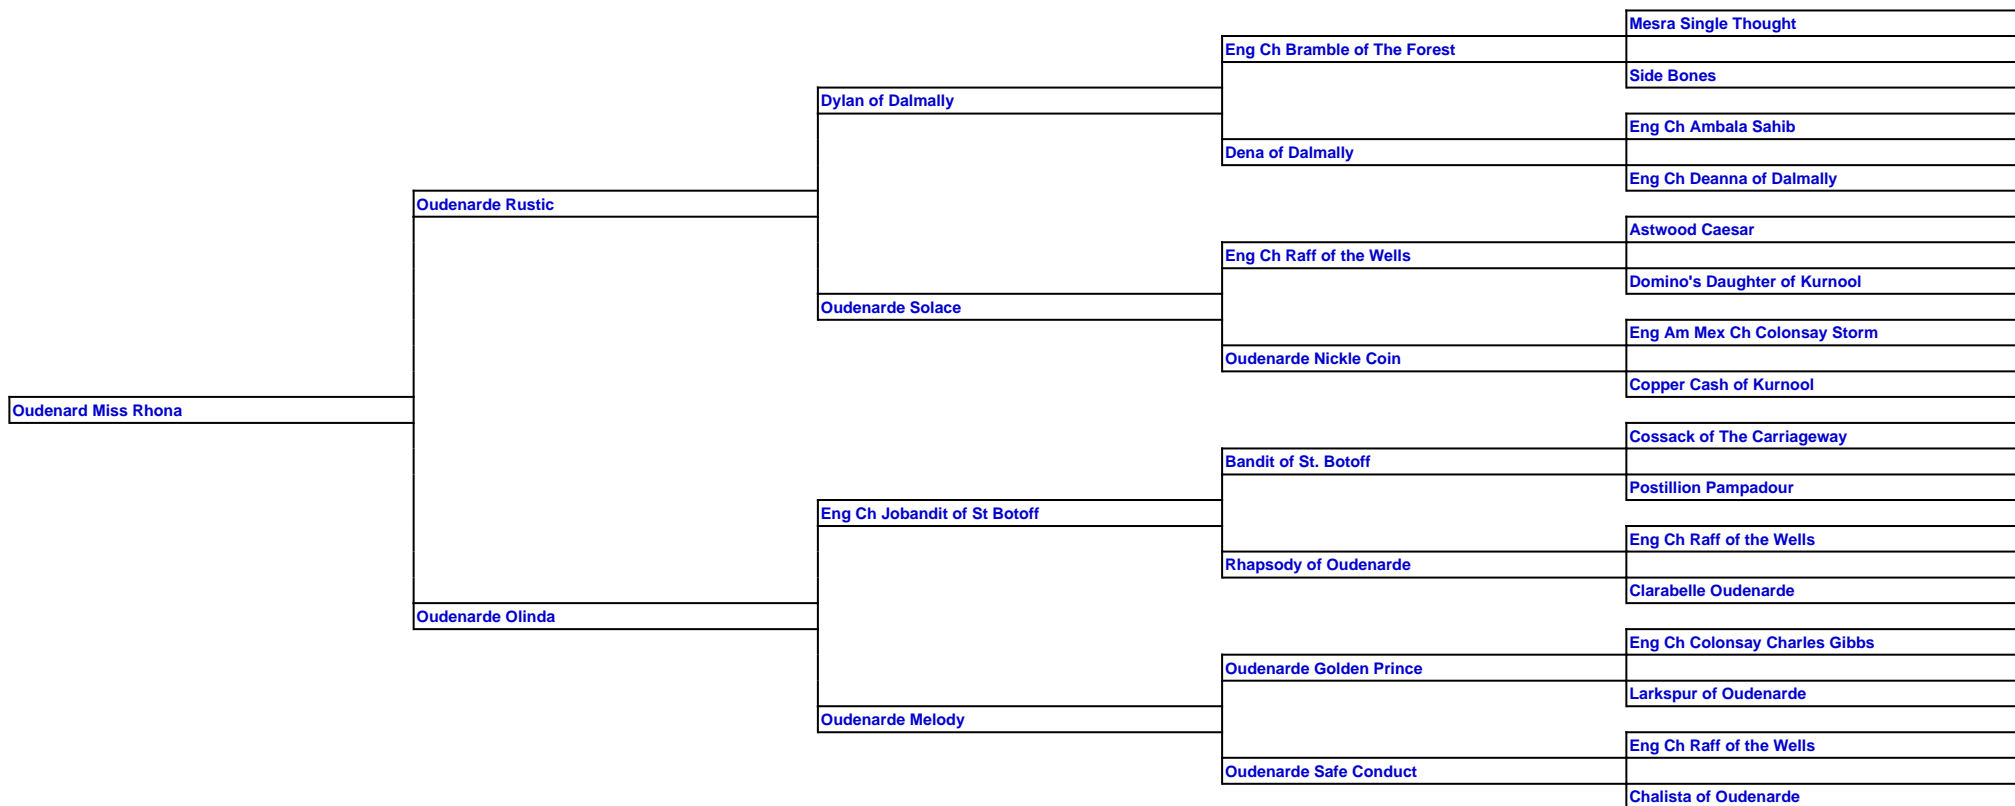 Mesra Single Thought
Eng Ch Bramble of The Forest
Side Bones
Dylan of Dalmally
Eng Ch Ambala Sahib
Dena of Dalmally
Eng Ch Deanna of Dalmally
Oudenarde Rustic
Astwood Caesar
Eng Ch Raff of the Wells
Domino's Daughter of Kurnool
Oudenarde Solace
Eng Am Mex Ch Colonsay Storm
Oudenarde Nickle Coin
Copper Cash of Kurnool
Oudenard Miss Rhona
Cossack of The Carriageway
Bandit of St. Botoff
Postillion Pampadour
Eng Ch Jobandit of St Botoff
Eng Ch Raff of the Wells
Rhapsody of Oudenarde
Clarabelle Oudenarde
Oudenarde Olinda
Eng Ch Colonsay Charles Gibbs
Oudenarde Golden Prince
Larkspur of Oudenarde
Oudenarde Melody
Eng Ch Raff of the Wells
Oudenarde Safe Conduct
Chalista of Oudenarde